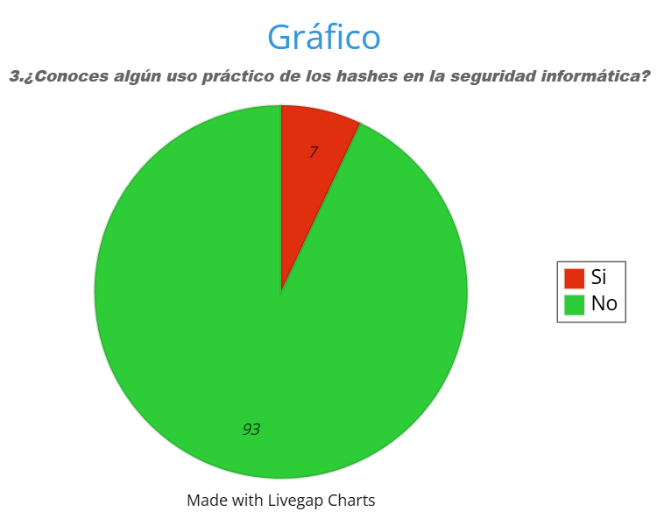 Gráfico
3.¿Conoces algún uso práctico de los hashes en la seguridad informática?
7
Si
No
93
Made with Livegap Charts